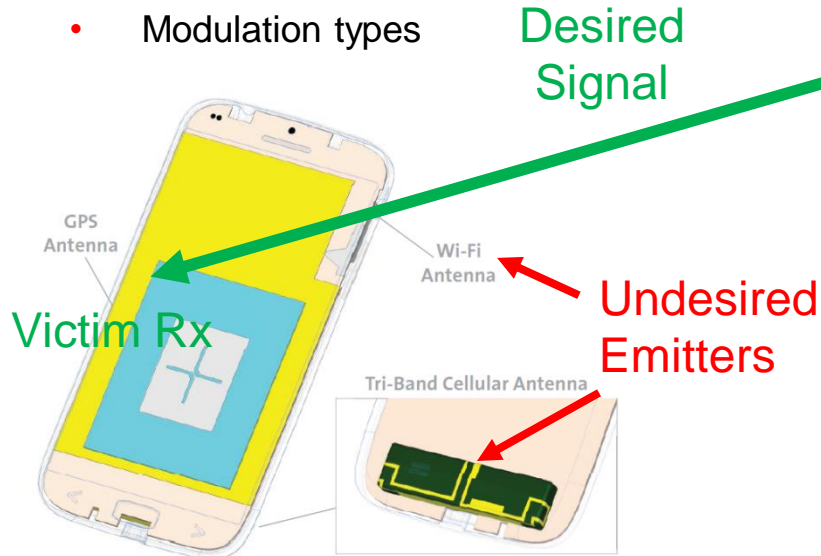 • Modulation types
Desired
Signal
GPS
Antenna
Wi-Fi
Antenna
Victim Rx
Undesired
Emitters
Tri-Band Cellular Antenna